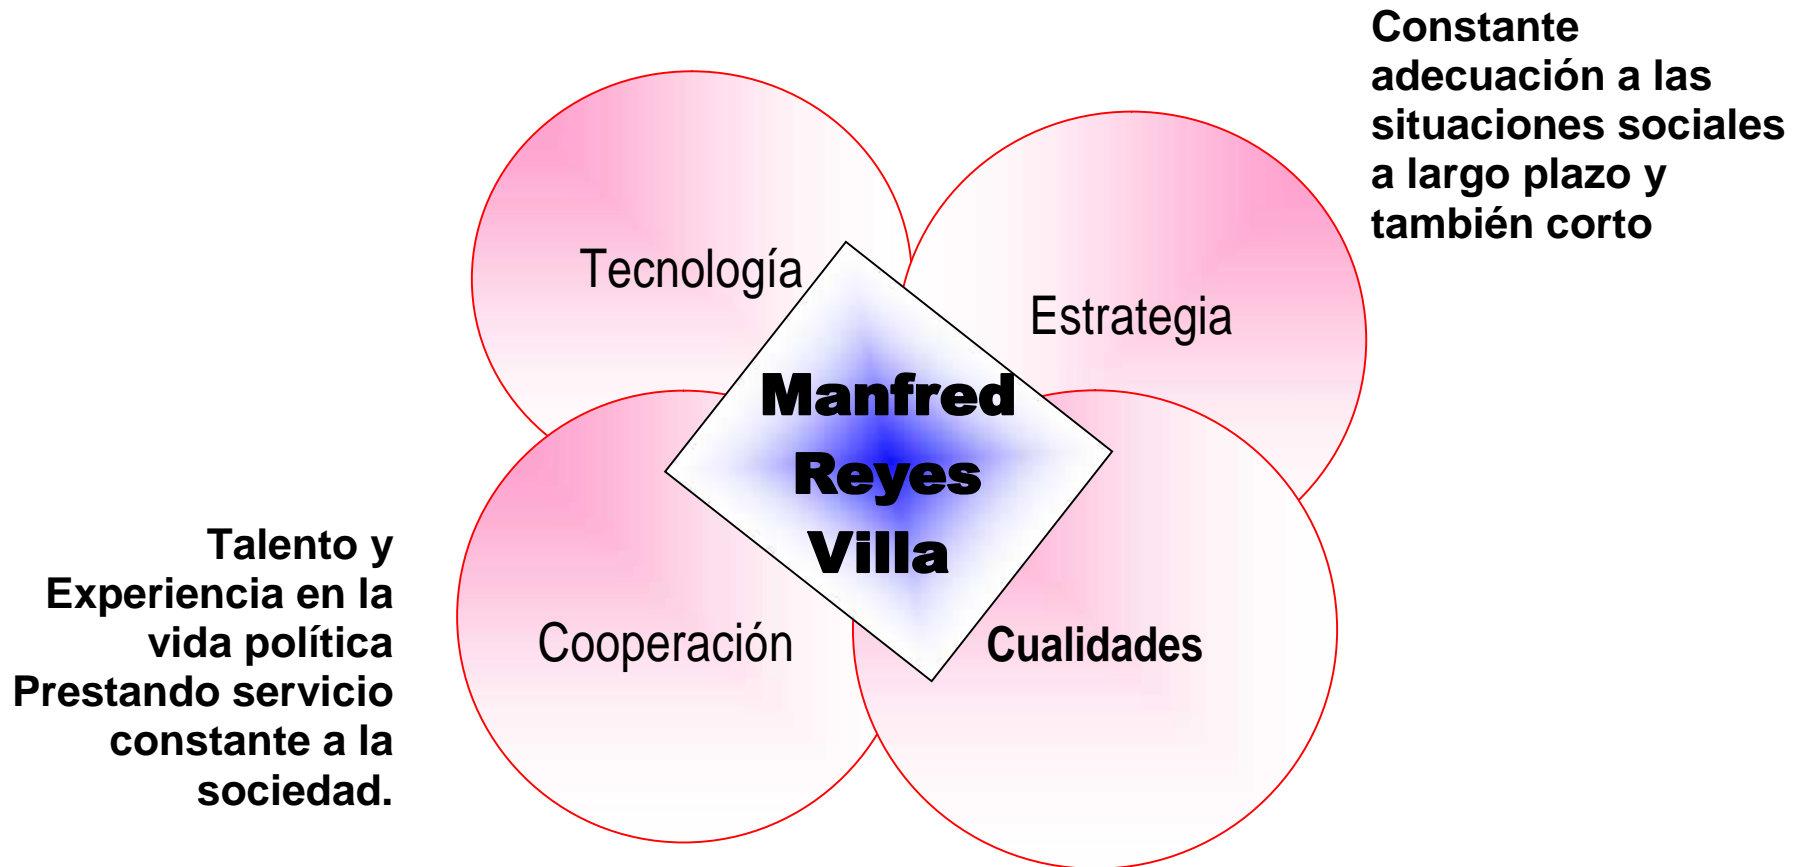 Constante
adecuación a las
situaciones sociales
a largo plazo y
también corto
Tecnología
Estrategia
Manfred
Reyes
Villa
Talento y
Experiencia en la
vida política
Prestando servicio
constante a la
sociedad.
Cooperación
Cualidades